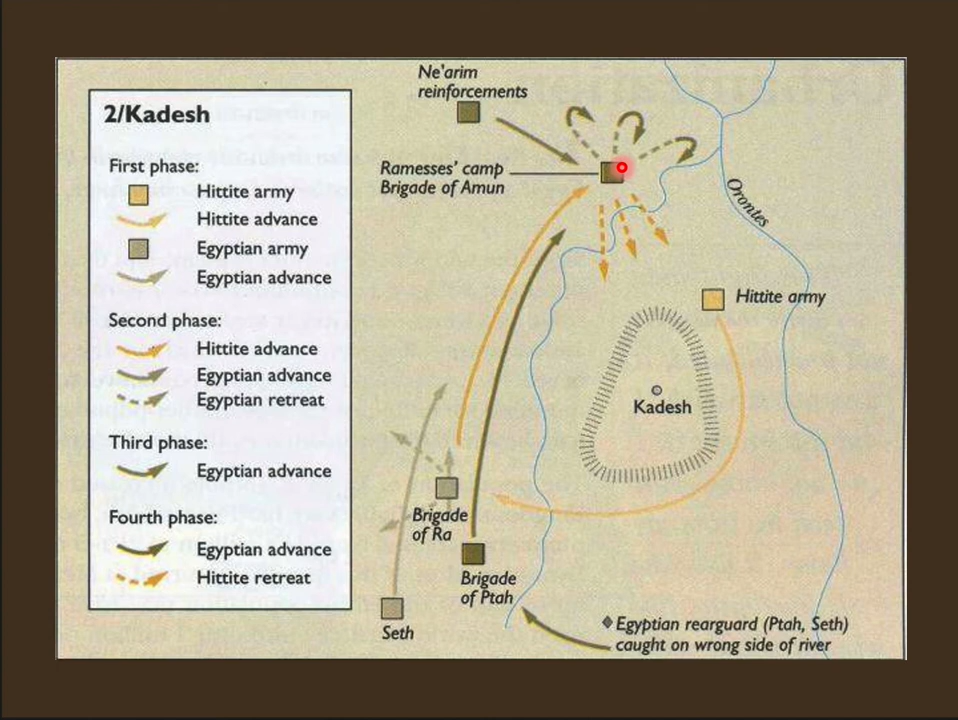 2/Kadesh
First phase:
Hittite army
Hittite advance
Egyptian army
Egyptian advance
Second phase:
Hittite advance
Egyptian advance
Egyptian retreat
Third phase:
Egyptian advance
Fourth phase:
Egyptian advance
Hittite retreat
Ne'arim
reinforcements
Ramesses' camp
Brigade of Amun
Orontes
Hittite army
Kadesh
Brigade
of Ra
Brigade
of Ptah
Seth
Egyptian rearguard (Ptah, Seth)
caught on wrong side of river